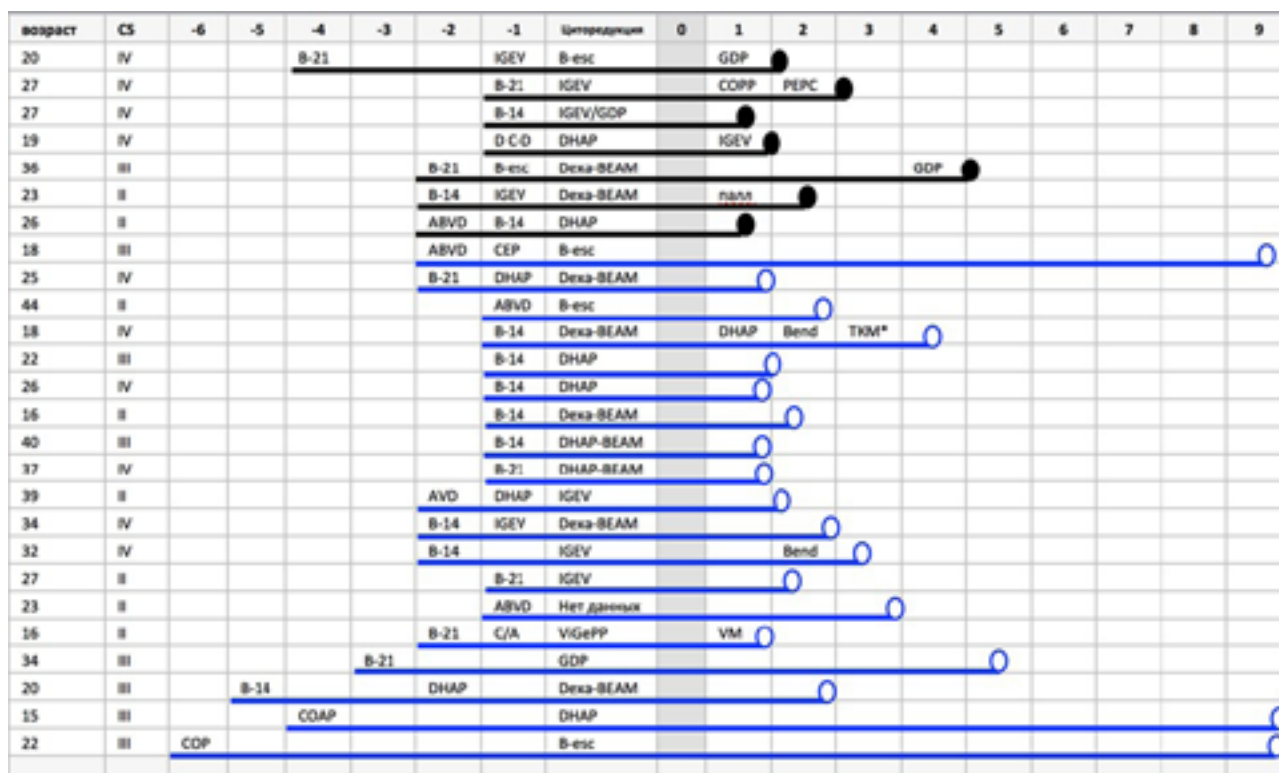 возраст CS -6 -5 -4 -3 -2 -1 Циторедукция 0 1 2 3 4 5 6 7 8 9
20 IV B-21 IGEV B-esc GDP
27 IV B-21 IGEV COPP PEPC
27 IV B-14 IGEV/GDP
19 IV D C-D DHAP IGEV
36 III B-21 B-esc Dexa-BEAM GDP
23 II B-14 IGEV Dexa-BEAM палл
26 II ABVD B-14 DHAP
18 III ABVD CEP B-esc
25 IV B-21 DHAP Dexa-BEAM
44 II ABVD B-esc
18 IV B-14 Dexa-BEAM DHAP Bend TKM*
22 III B-14 DHAP
26 IV B-14 DHAP
16 II B-14 Dexa-BEAM
40 III B-14 DHAP-BEAM
37 IV B-21 DHAP-BEAM
39 II AVD DHAP IGEV
34 IV B-14 IGEV Dexa-BEAM
32 IV B-14 IGEV Bend
27 II B-21 IGEV
23 II ABVD Нет данных
16 II B-21 C/A ViGePP VM
34 III B-21 GDP
20 III B-14 DHAP Dexa-BEAM
15 III COAP DHAP
22 III COP B-esc